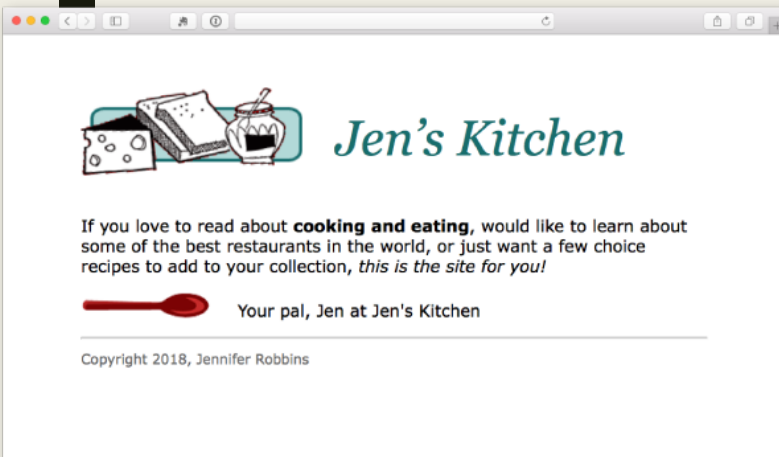 Jen’s Kitchen
If you love to read about cooking and eating, would like to learn about
some of the best restaurants in the world, or just want a few choice
recipes to add to your collection, this is the site for you!
Your pal, Jen at Jen's Kitchen
Copyright 2018, Jennifer Robbins